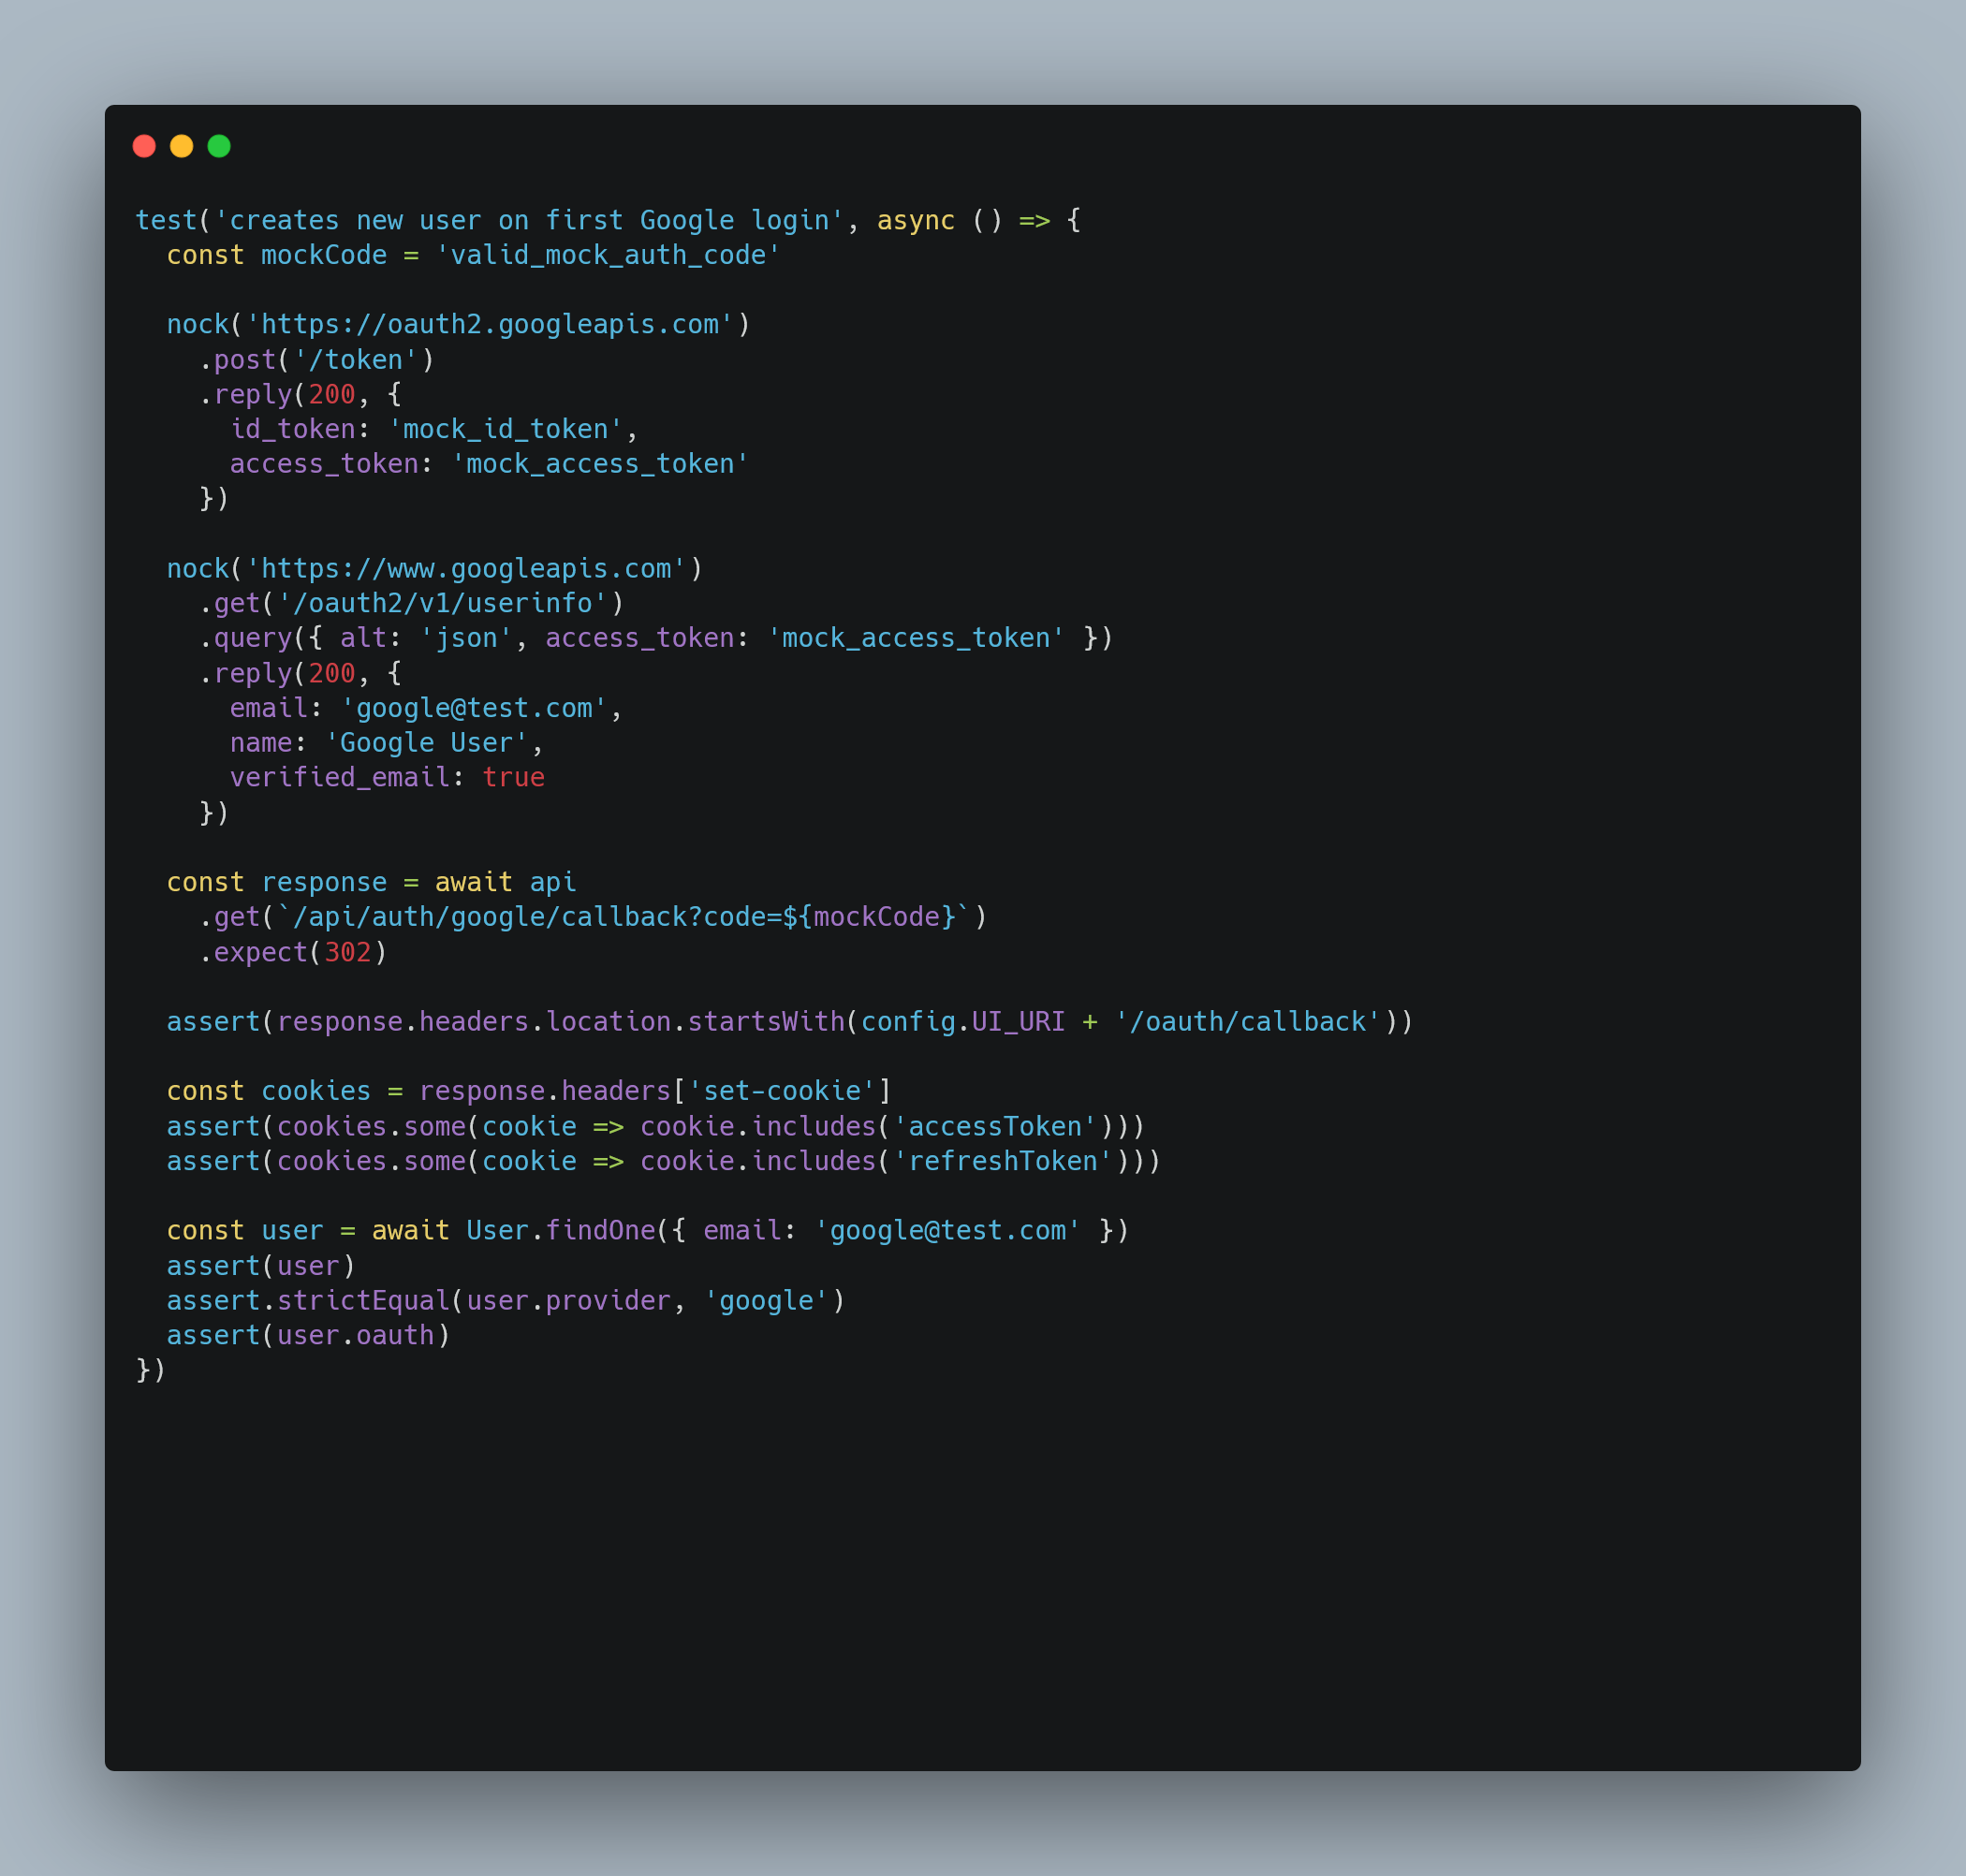 test('creates new user on first Google login', async () => {
  const mockCode = 'valid_mock_auth_code'

  nock('https://oauth2.googleapis.com')
    .post('/token')
    .reply(200, {
      id_token: 'mock_id_token',
      access_token: 'mock_access_token'
    })

  nock('https://www.googleapis.com')
    .get('/oauth2/v1/userinfo')
    .query({ alt: 'json', access_token: 'mock_access_token' })
    .reply(200, {
      email: 'google@test.com',
      name: 'Google User',
      verified_email: true
    })

  const response = await api
    .get(`/api/auth/google/callback?code=${mockCode}`)
    .expect(302)

  assert(response.headers.location.startsWith(config.UI_URI + '/oauth/callback'))

  const cookies = response.headers['set-cookie']
  assert(cookies.some(cookie => cookie.includes('accessToken')))
  assert(cookies.some(cookie => cookie.includes('refreshToken')))

  const user = await User.findOne({ email: 'google@test.com' })
  assert(user)
  assert.strictEqual(user.provider, 'google')
  assert(user.oauth)
})